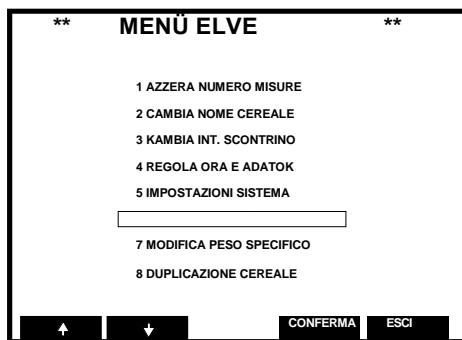 ** MENÜ ELVE **
1 AZZERA NUMERO MISURE
2 CAMBIA NOME CEREALE
3 KAMBIA INT. SCONTRINO
4 REGOLA ORA E ADATOK
5 IMPOSTAZIONI SISTEMA
7 MODIFICA PESO SPECIFICO
8 DUPLICAZIONE CEREALE
CONFERMA ESCI